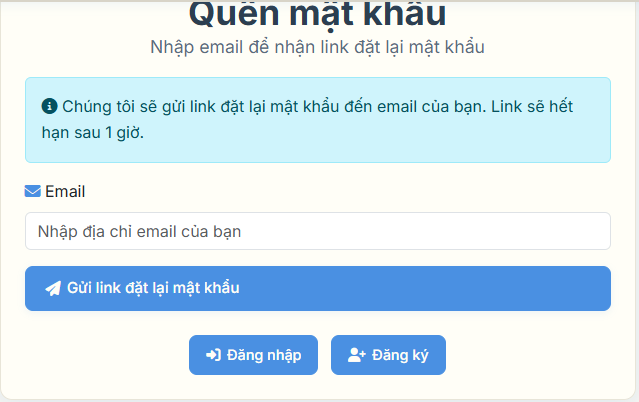 Quên mật khẩu
Nhập email để nhận link đặt lại mật khẩu
Chúng tôi sẽ gửi link đặt lại mật khẩu đến email của bạn. Link sẽ hết
hạn sau 1 giờ.
Email
Nhập địa chỉ email của bạn
Gửi link đặt lại mật khẩu
Đăng nhập
Đăng ký